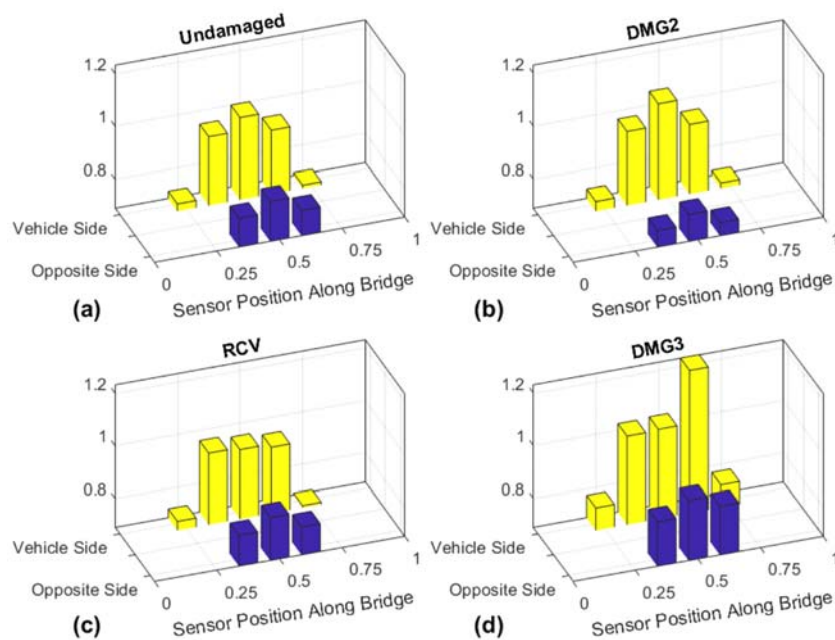 Undamaged
1.2
1
0.8
Vehicle Side
Opposite Side
0
0.25
0.5
0.75
1
Sensor Position Along Bridge
(a)
DMG2
1.2
1
0.8
Vehicle Side
Opposite Side
0
0.25
0.5
0.75
1
Sensor Position Along Bridge
(b)
RCV
1.2
1
0.8
Vehicle Side
Opposite Side
0
0.25
0.5
0.75
1
Sensor Position Along Bridge
(c)
DMG3
1.2
1
0.8
Vehicle Side
Opposite Side
0
0.25
0.5
0.75
1
Sensor Position Along Bridge
(d)